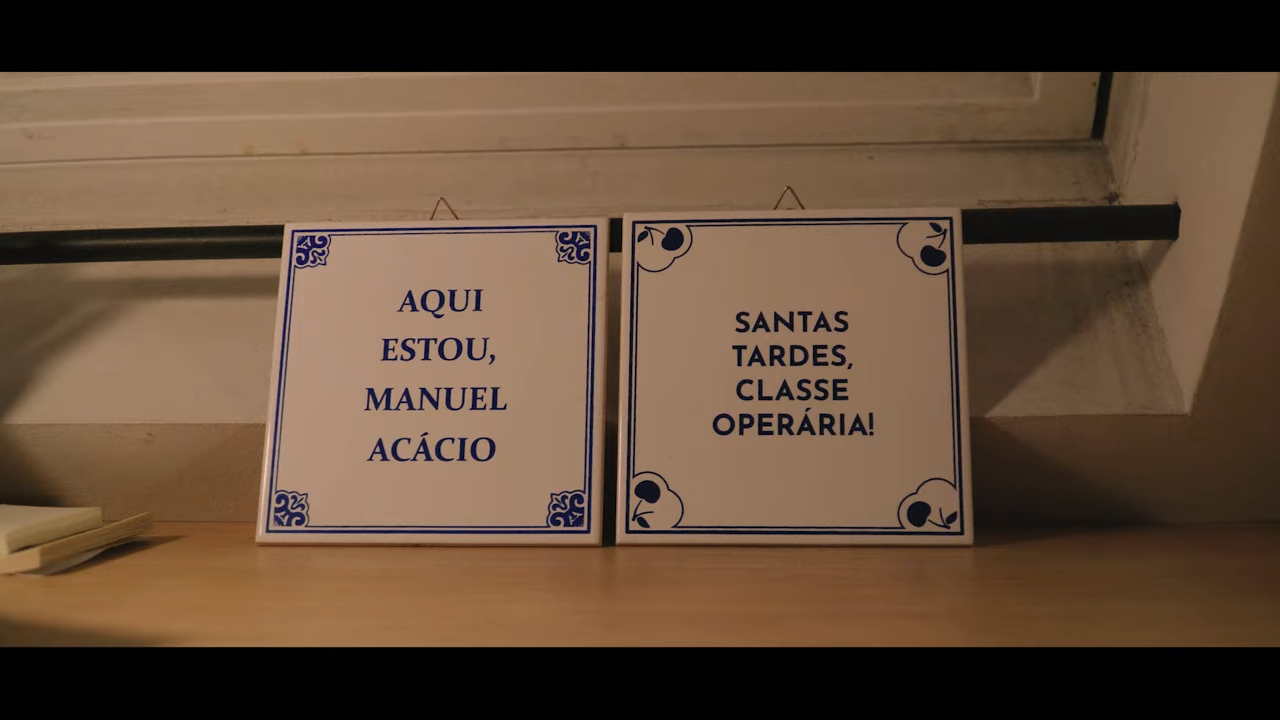 AQUI
ESTOU,
MANUEL
ACÁCIO
SANTAS
TARDES,
CLASSE
OPERÁRIA!